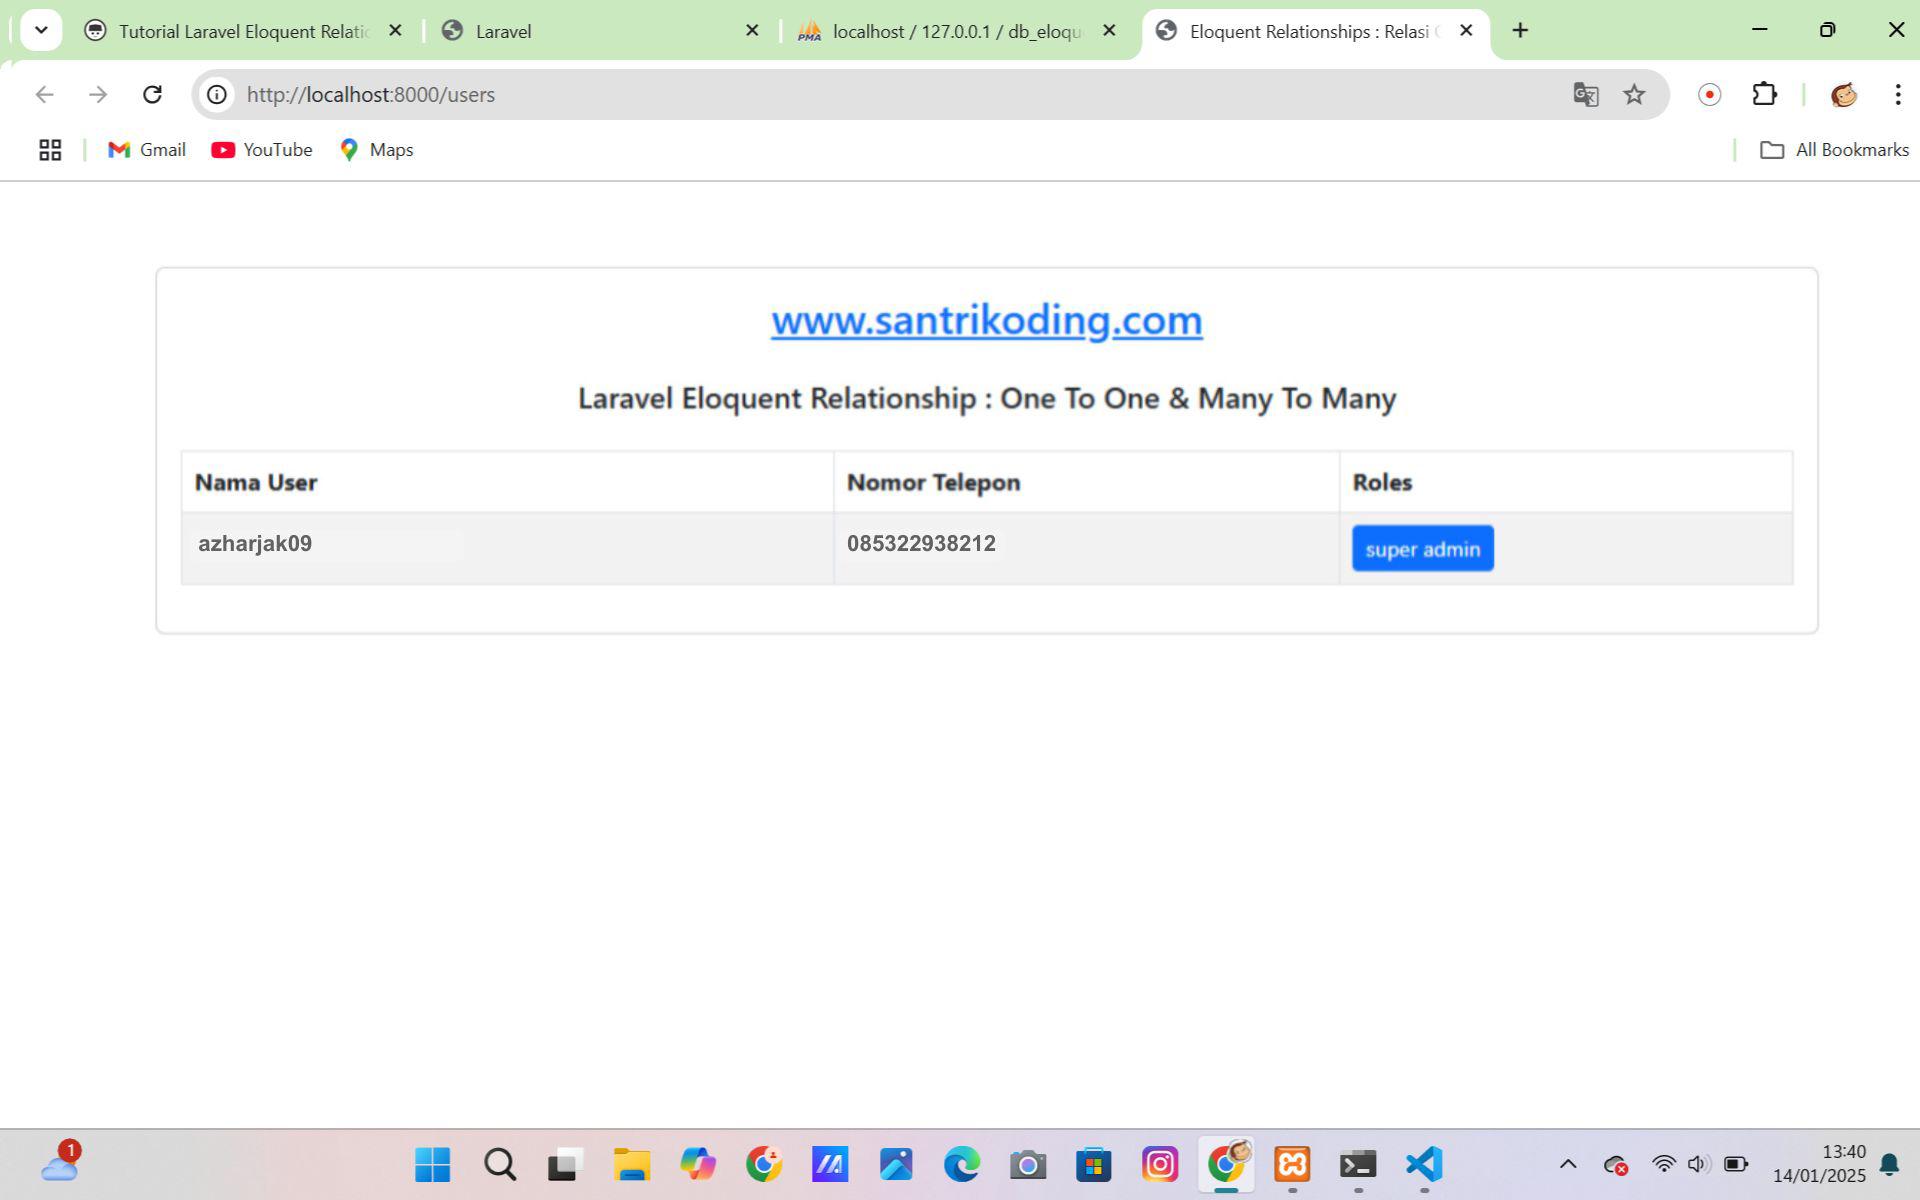 Tutorial Laravel Eloquent Relatio
Laravel
localhost / 127.0.0.1 / db_eloqu
Eloquent Relationships : Relasi
http://localhost:8000/users
Gmail
YouTube
Maps
All Bookmarks
www.santrikoding.com
Laravel Eloquent Relationship : One To One & Many To Many
Nama User
Nomor Telepon
Roles
azharjak09
085322938212
super admin
1
13:40
14/01/2025